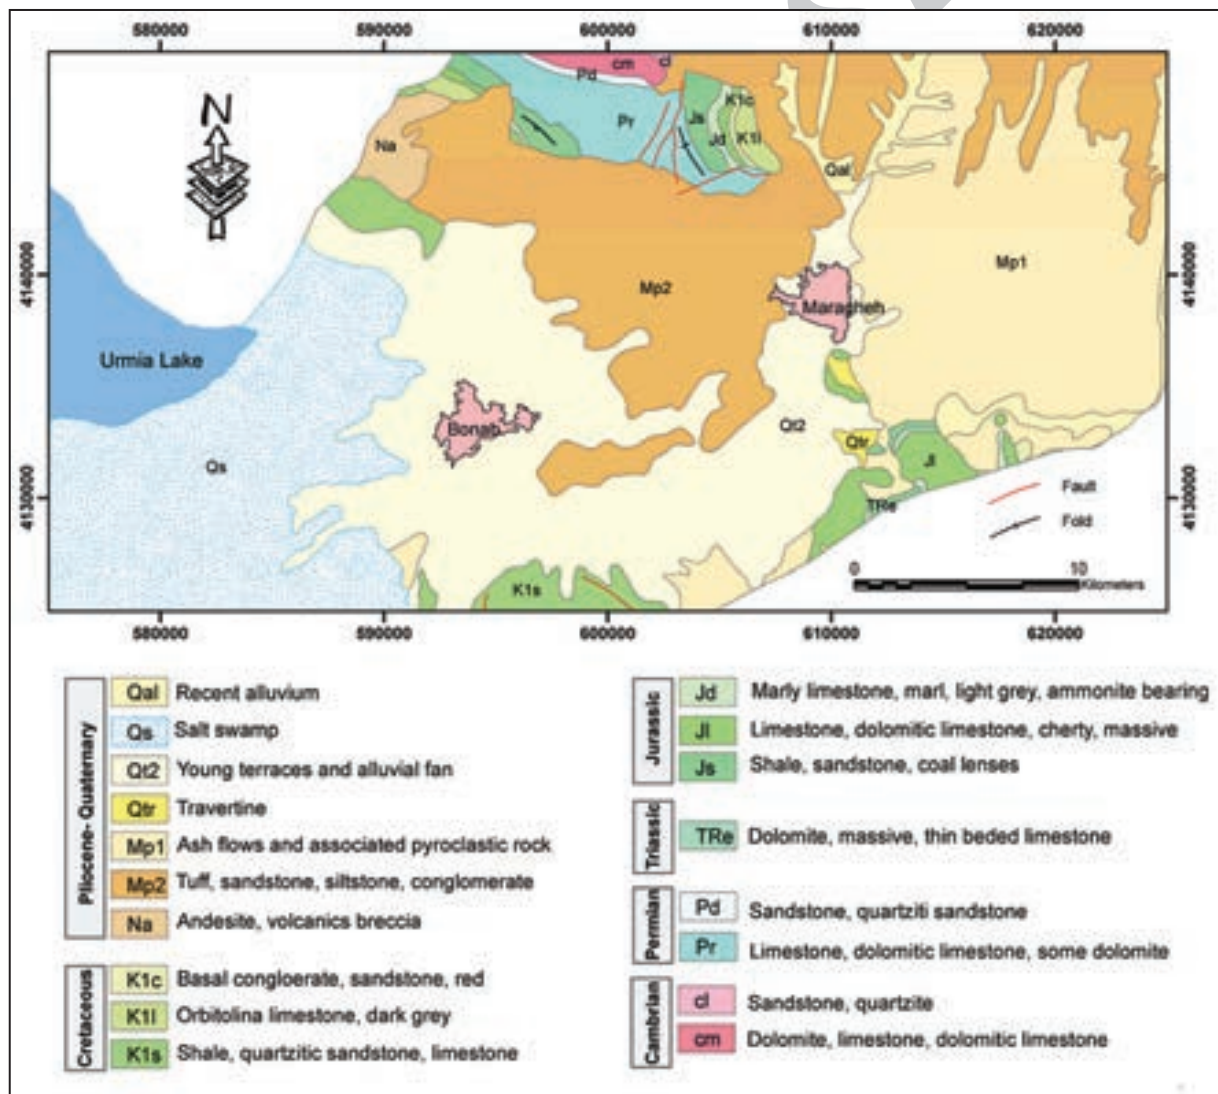 580000 590000 600000 610000 620000
cm cl
Pd
K1c
Js
Pr
Jd K1l
Na
Qal
N
4140000 4140000
Mp1
Mp2
Maragheh
Urmia Lake
Bonab
Qt2
Qtr
Jl
Qs
Fault
4130000 4130000
TRe
Fold
0 10
Kilometers
K1s
580000 590000 600000 610000 620000
Pliocene- Quaternary
Qal Recent alluvium
Qs Salt swamp
Qt2 Young terraces and alluvial fan
Qtr Travertine
Mp1 Ash flows and associated pyroclastic rock
Mp2 Tuff, sandstone, siltstone, conglomerate
Na Andesite, volcanics breccia
Cretaceous
K1c Basal congloerate, sandstone, red
K1l Orbitolina limestone, dark grey
K1s Shale, quartzitic sandstone, limestone
Jurassic
Jd Marly limestone, marl, light grey, ammonite bearing
Jl Limestone, dolomitic limestone, cherty, massive
Js Shale, sandstone, coal lenses
Triassic
TRe Dolomite, massive, thin beded limestone
Permian
Pd Sandstone, quartziti sandstone
Pr Limestone, dolomitic limestone, some dolomite
Cambrian
cl Sandstone, quartzite
cm Dolomite, limestone, dolomitic limestone